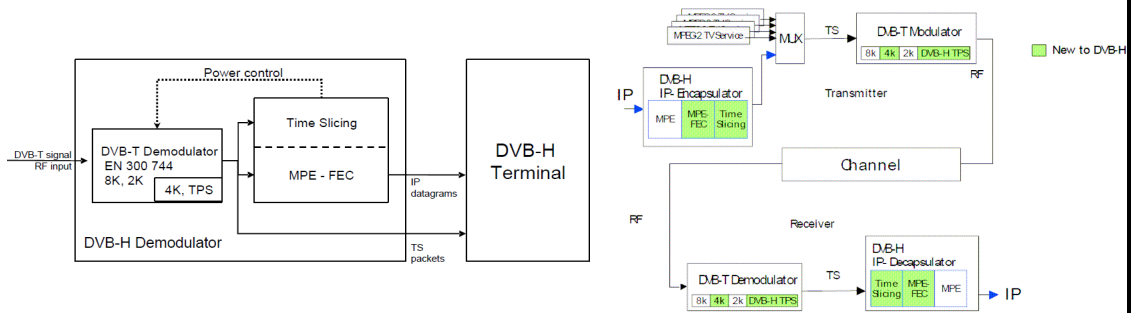 Power control
Time Slicing
MPE - FEC
DVB-T signal
RF input
DVB-T Demodulator
EN 300 744
8K, 2K
4K, TPS
DVB-H Demodulator
IP
datagrams
TS
packets
DVB-H
Terminal
MPEG-2 TV Service
MUX
TS
DVB-T Modulator
8k 4k 2k DVB-H TPS
New to DVB-H
RF
DVB-H
IP- Encapsulator
IP
MPE
MPE-
FEC
Time
Slicing
Transmitter
Channel
RF
Receiver
DVB-H
IP- Decapsulator
DVB-T Demodulator
TS
Time
Slicing
MPE-
FEC
MPE
IP
8k 4k 2k DVB-H TPS